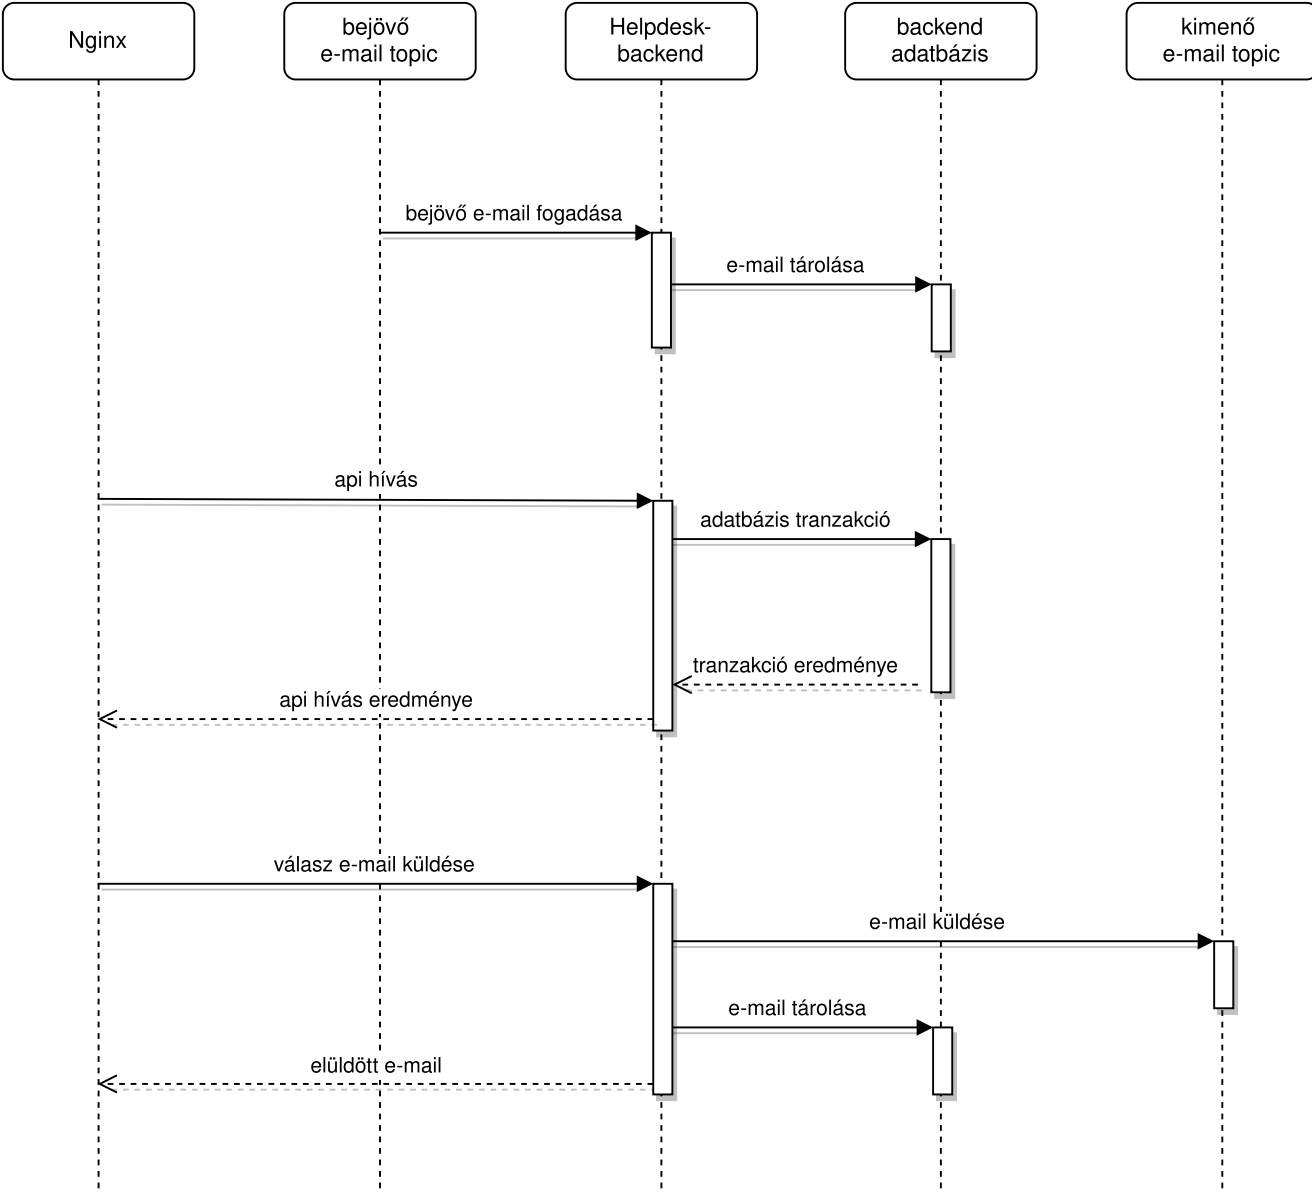 Nginx
bejövő
e-mail topic
Helpdesk-
backend
backend
adatbázis
kimenő
e-mail topic
bejövő e-mail fogadása
e-mail tárolása
api hívás
adatbázis tranzakció
tranzakció eredménye
api hívás eredménye
válasz e-mail küldése
e-mail küldése
e-mail tárolása
elüldött e-mail